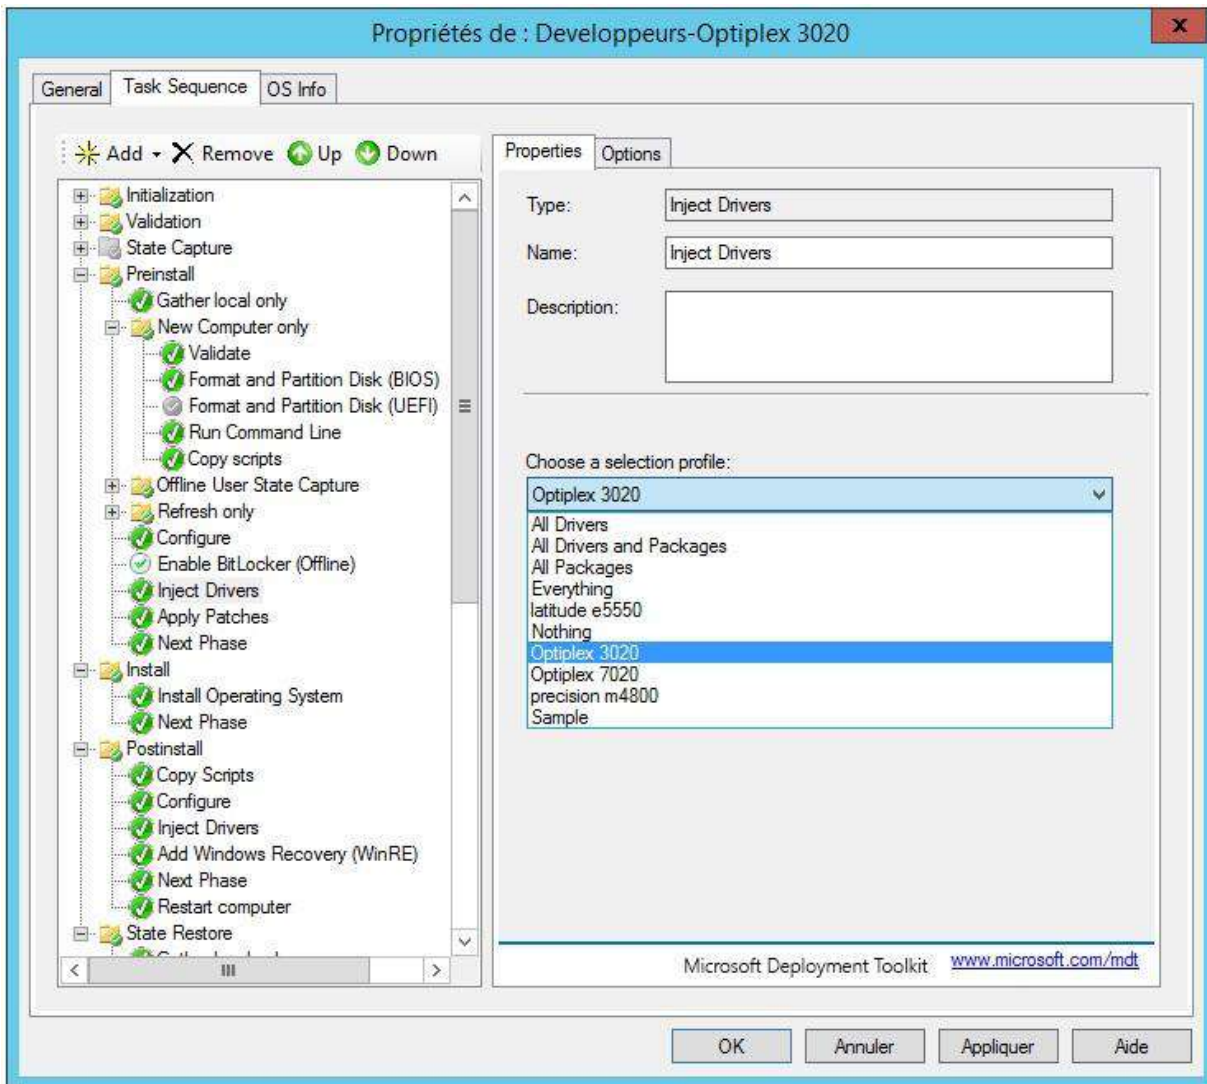 Propriétés de : Developpeurs-Optiplex 3020
x
General
Task Sequence
OS Info
Add
Remove
Up
Down
Initialization
Validation
State Capture
Preinstall
Gather local only
New Computer only
Validate
Format and Partition Disk (BIOS)
Format and Partition Disk (UEFI)
Run Command Line
Copy scripts
Offline User State Capture
Refresh only
Configure
Enable BitLocker (Offline)
Inject Drivers
Apply Patches
Next Phase
Install
Install Operating System
Next Phase
Postinstall
Copy Scripts
Configure
Inject Drivers
Add Windows Recovery (WinRE)
Next Phase
Restart computer
State Restore
Properties
Options
Type:
Inject Drivers
Name:
Inject Drivers
Description:
Choose a selection profile:
Optiplex 3020
All Drivers
All Drivers and Packages
All Packages
Everything
latitude e5550
Nothing
Optiplex 3020
Optiplex 7020
precision m4800
Sample
Microsoft Deployment Toolkit
www.microsoft.com/mdt
OK
Annuler
Appliquer
Aide